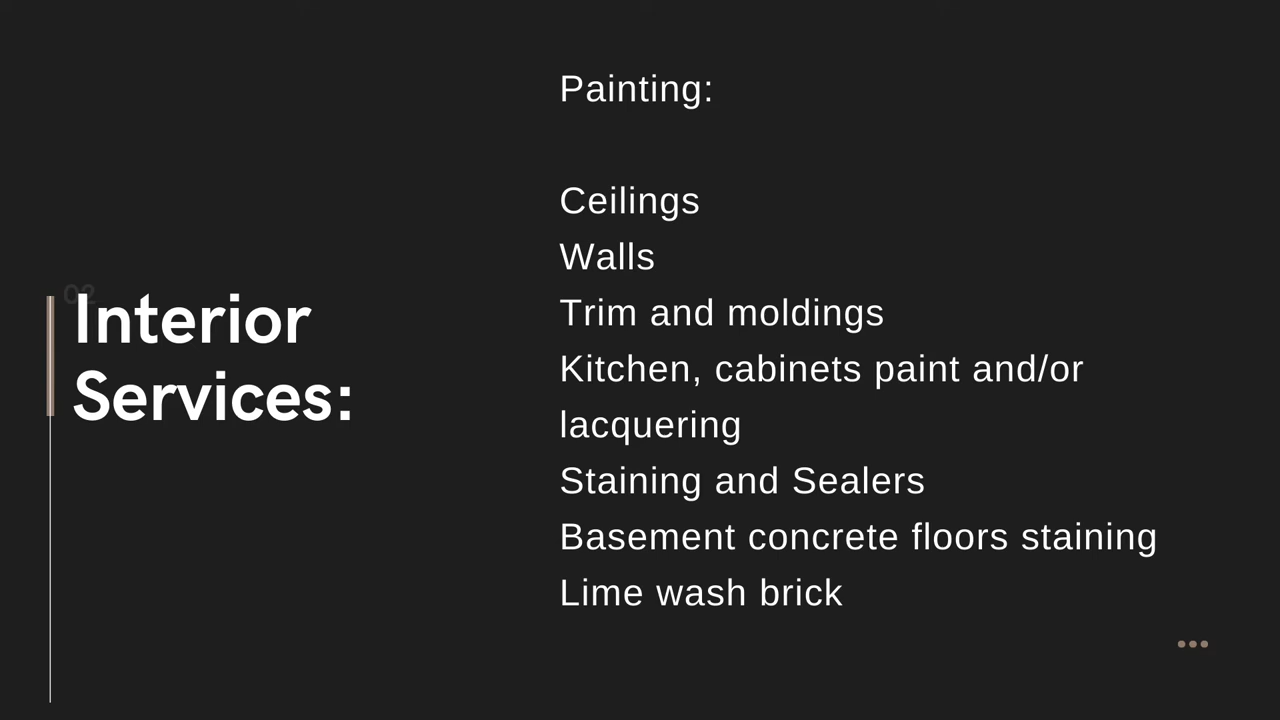 02
Interior
Services:
Painting:
Ceilings
Walls
Trim and moldings
Kitchen, cabinets paint and/or
lacquering
Staining and Sealers
Basement concrete floors staining
Lime wash brick